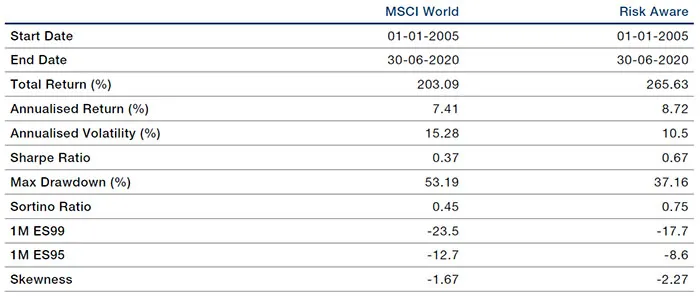 MSCI World Risk Aware
Start Date 01-01-2005 01-01-2005
End Date 30-06-2020 30-06-2020
Total Return (%) 203.09 265.63
Annualised Return (%) 7.41 8.72
Annualised Volatility (%) 15.28 10.5
Sharpe Ratio 0.37 0.67
Max Drawdown (%) 53.19 37.16
Sortino Ratio 0.45 0.75
1M ES99 -23.5 -17.7
1M ES95 -12.7 -8.6
Skewness -1.67 -2.27